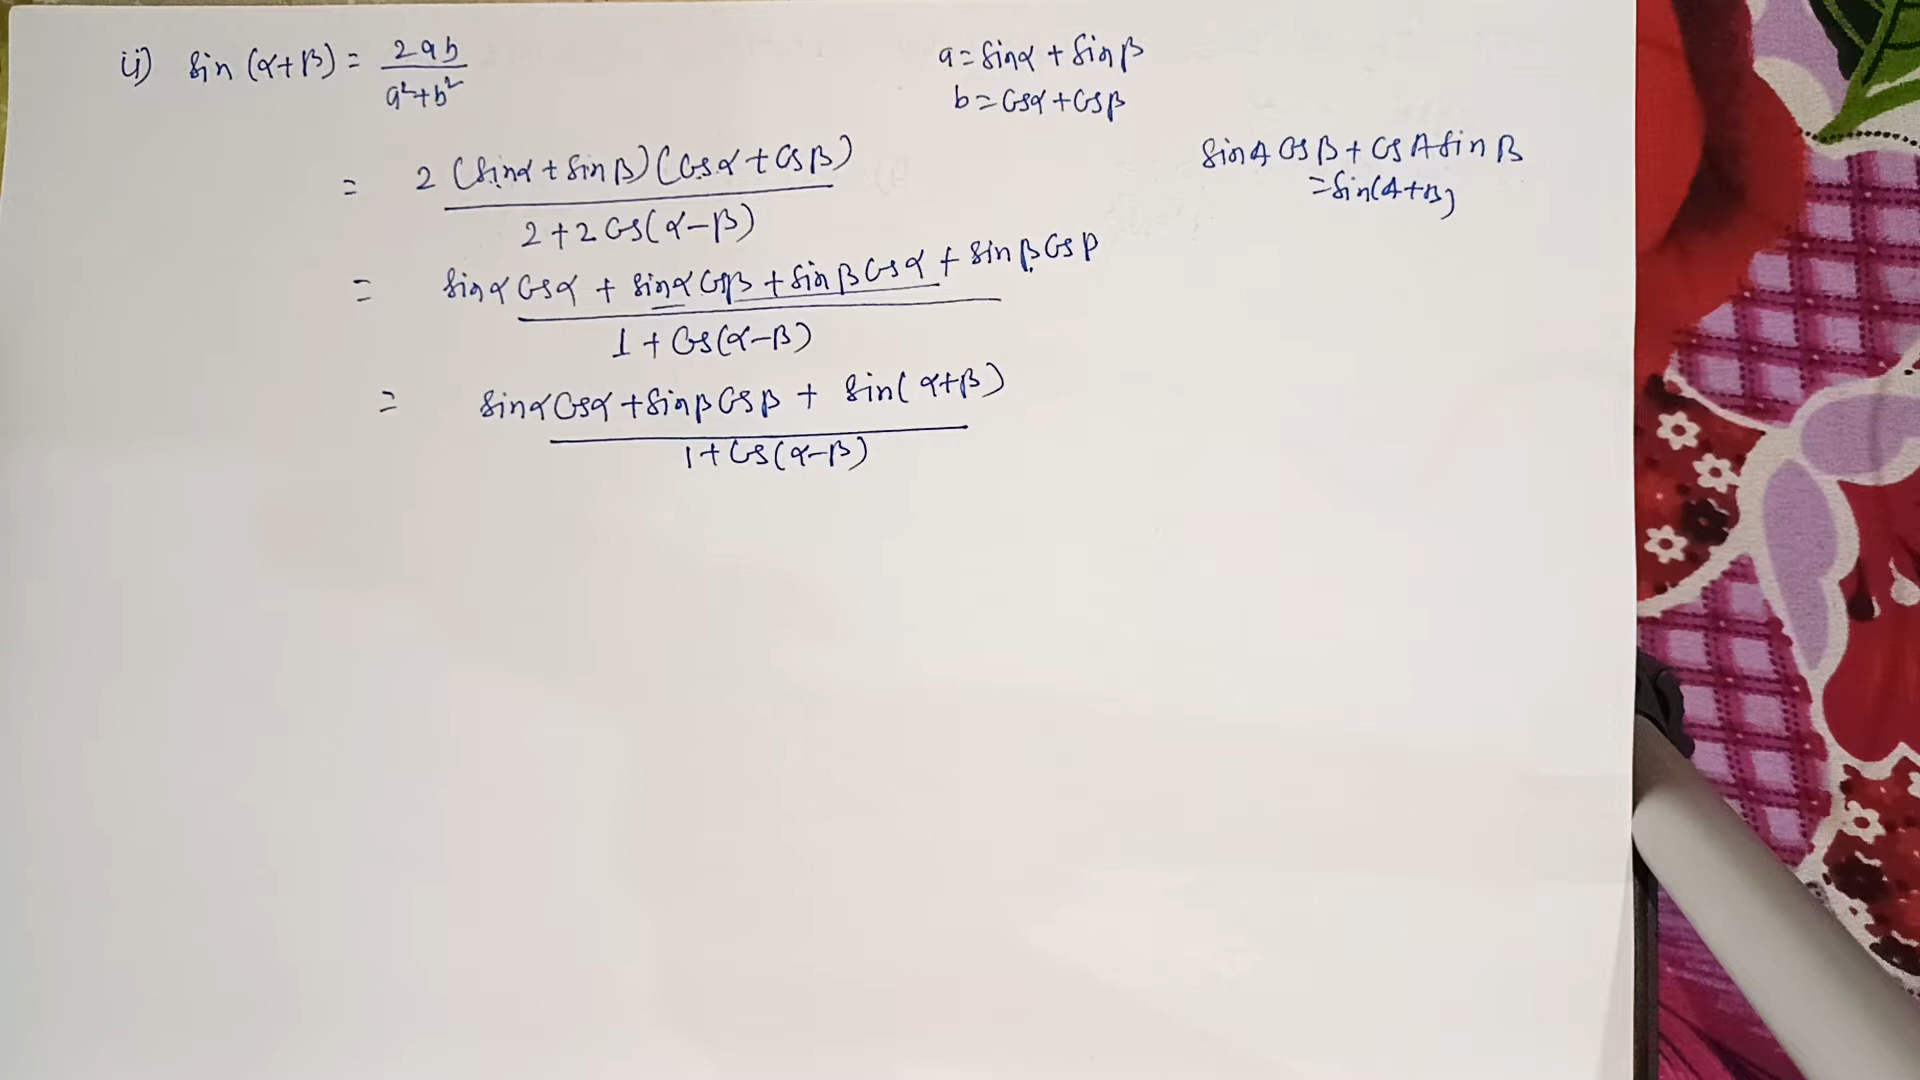 ii) Sin (α+β) = 2ab / a²+b²
a = Sinα + Sinβ
b = Cosα + Cosβ
SinA CosB + CosA SinB
= Sin(A+B)
= 2 (Sinα + Sinβ) (Cosα + Cosβ) / 2 + 2 Cos(α-β)
= Sinα Cosα + Sinα Cosβ + Sinβ Cosα + Sinβ Cosβ / 1 + Cos(α-β)
= Sinα Cosα + Sinβ Cosβ + Sin(α+β) / 1 + Cos(α-β)